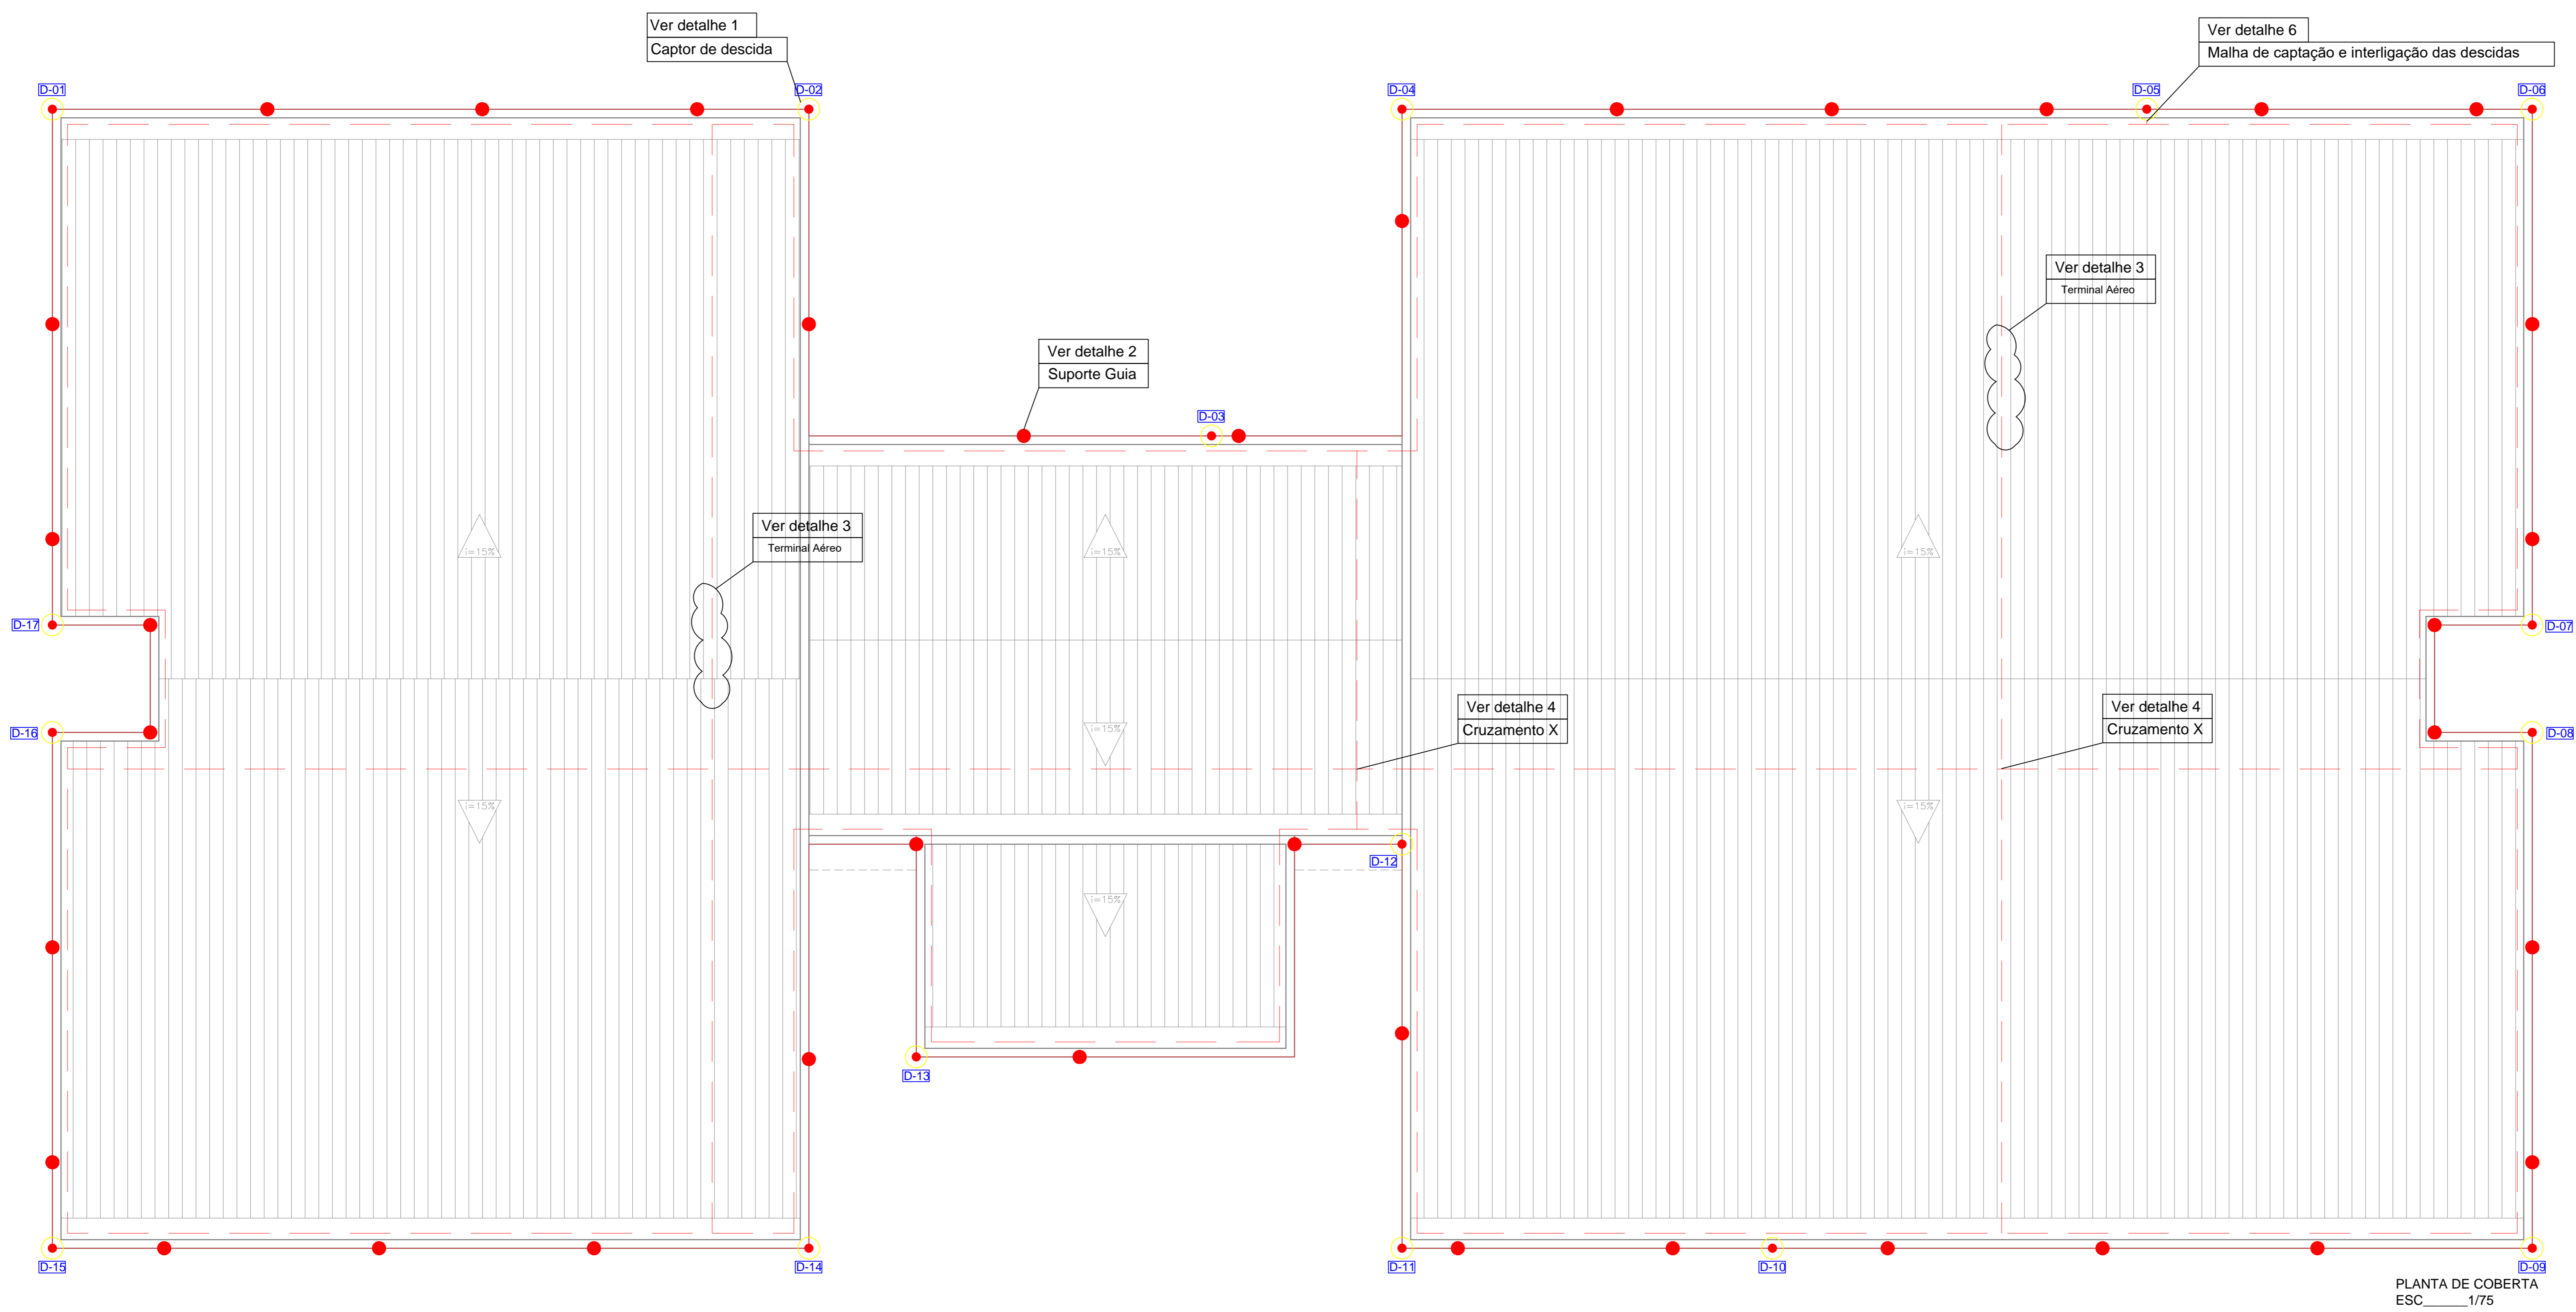 Ver detalhe 1
Captor de descida
Ver detalhe 6
Malha de captação e interligação das descidas
D-01
D-02
D-04
D-05
D-06
Ver detalhe 3
Terminal Aéreo
Ver detalhe 2
Suporte Guia
D-03
Ver detalhe 3
Terminal Aéreo
i=15%
i=15%
i=15%
D-17
D-07
Ver detalhe 4
Cruzamento X
Ver detalhe 4
Cruzamento X
D-16
i=15%
D-08
i=15%
i=15%
D-12
i=15%
D-13
D-15
D-14
D-11
D-10
D-09
PLANTA DE COBERTA
ESC______1/75